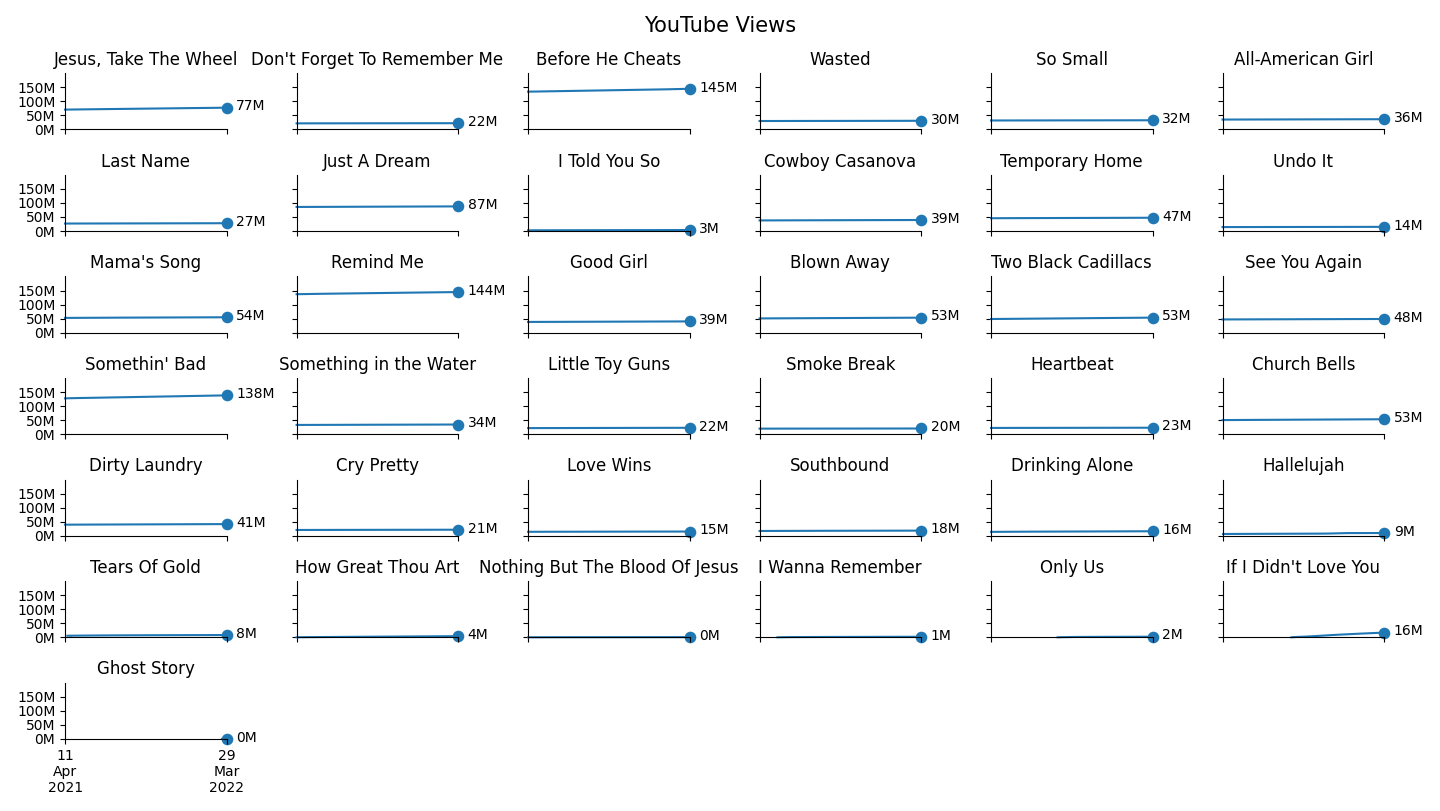 YouTube Views
Jesus, Take The Wheel
Don't Forget To Remember Me
Before He Cheats
Wasted
So Small
All-American Girl
150M
100M
50M
0M
77M
22M
145M
30M
32M
36M
Last Name
Just A Dream
I Told You So
Cowboy Casanova
Temporary Home
Undo It
150M
100M
50M
0M
27M
87M
3M
39M
47M
14M
Mama's Song
Remind Me
Good Girl
Blown Away
Two Black Cadillacs
See You Again
150M
100M
50M
0M
54M
144M
39M
53M
53M
48M
Somethin' Bad
Something in the Water
Little Toy Guns
Smoke Break
Heartbeat
Church Bells
150M
100M
50M
0M
138M
34M
22M
20M
23M
53M
Dirty Laundry
Cry Pretty
Love Wins
Southbound
Drinking Alone
Hallelujah
150M
100M
50M
0M
41M
21M
15M
18M
16M
9M
Tears Of Gold
How Great Thou Art
Nothing But The Blood Of Jesus
I Wanna Remember
Only Us
If I Didn't Love You
150M
100M
50M
0M
8M
4M
0M
1M
2M
16M
Ghost Story
150M
100M
50M
0M
0M
11
Apr
2021
29
Mar
2022